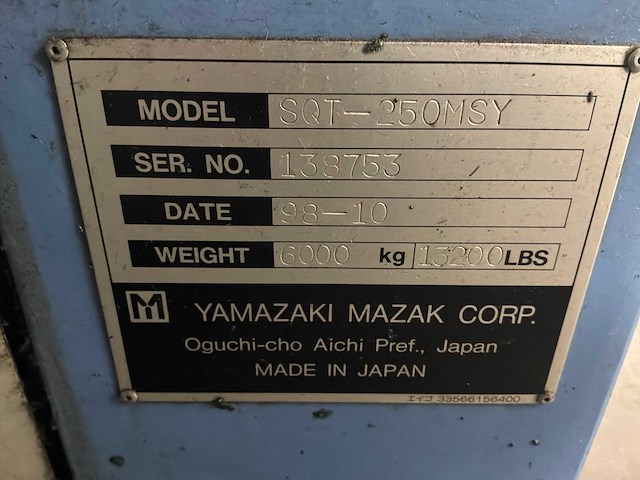 MODEL SQT-250MSY
SER. NO. 138753
DATE 98-10
WEIGHT 6000 kg 13200 LBS
YAMAZAKI MAZAK CORP.
Oguchi-cho Aichi Pref., Japan
MADE IN JAPAN
エイコ 33566156400